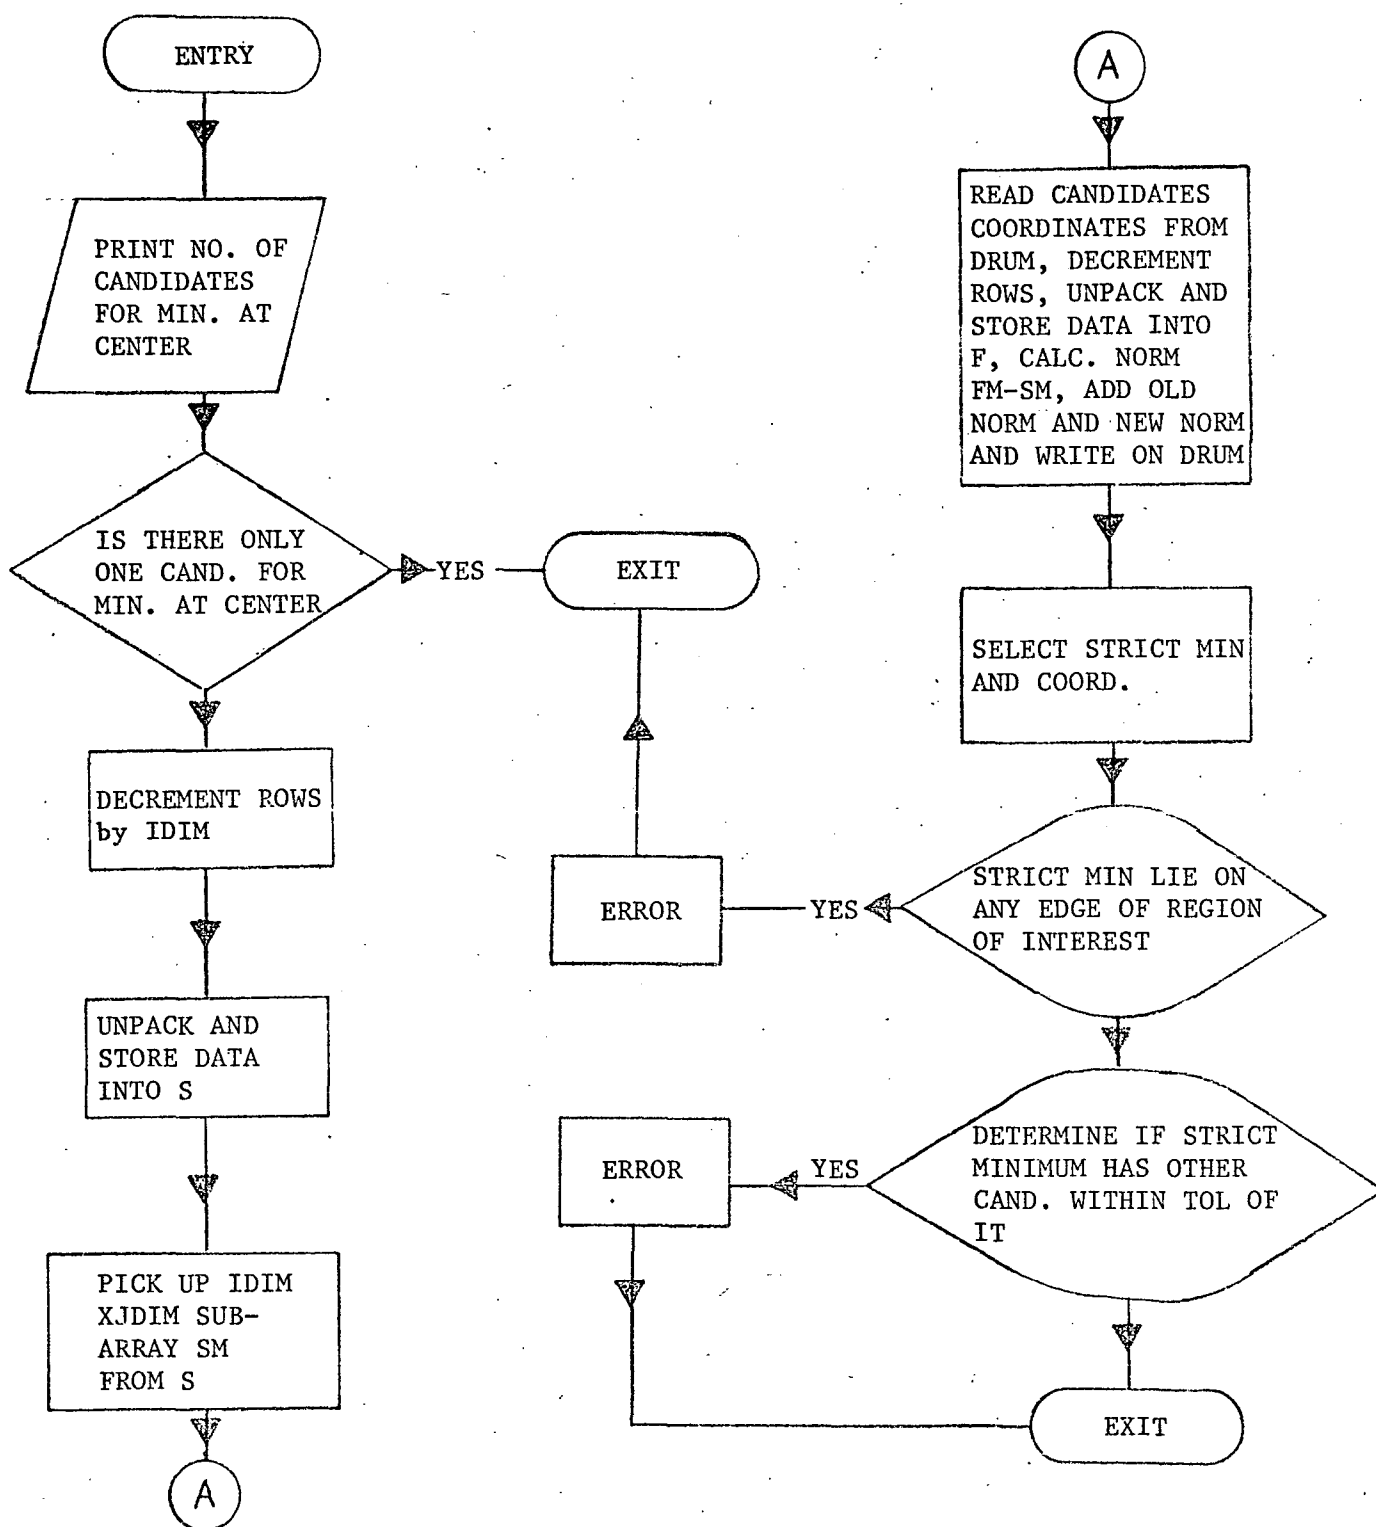 ENTRY
PRINT NO. OF
CANDIDATES
FOR MIN. AT
CENTER
IS THERE ONLY
ONE CAND. FOR
MIN. AT CENTER
YES
EXIT
DECREMENT ROWS
by IDIM
UNPACK AND
STORE DATA
INTO S
PICK UP IDIM
XJDIM SUB-
ARRAY SM
FROM S
A
A
READ CANDIDATES
COORDINATES FROM
DRUM, DECREMENT
ROWS, UNPACK AND
STORE DATA INTO
F, CALC. NORM
FM-SM, ADD OLD
NORM AND NEW NORM
AND WRITE ON DRUM
SELECT STRICT MIN
AND COORD.
STRICT MIN LIE ON
ANY EDGE OF REGION
OF INTEREST
YES
ERROR
DETERMINE IF STRICT
MINIMUM HAS OTHER
CAND. WITHIN TOL OF
IT
YES
ERROR
EXIT